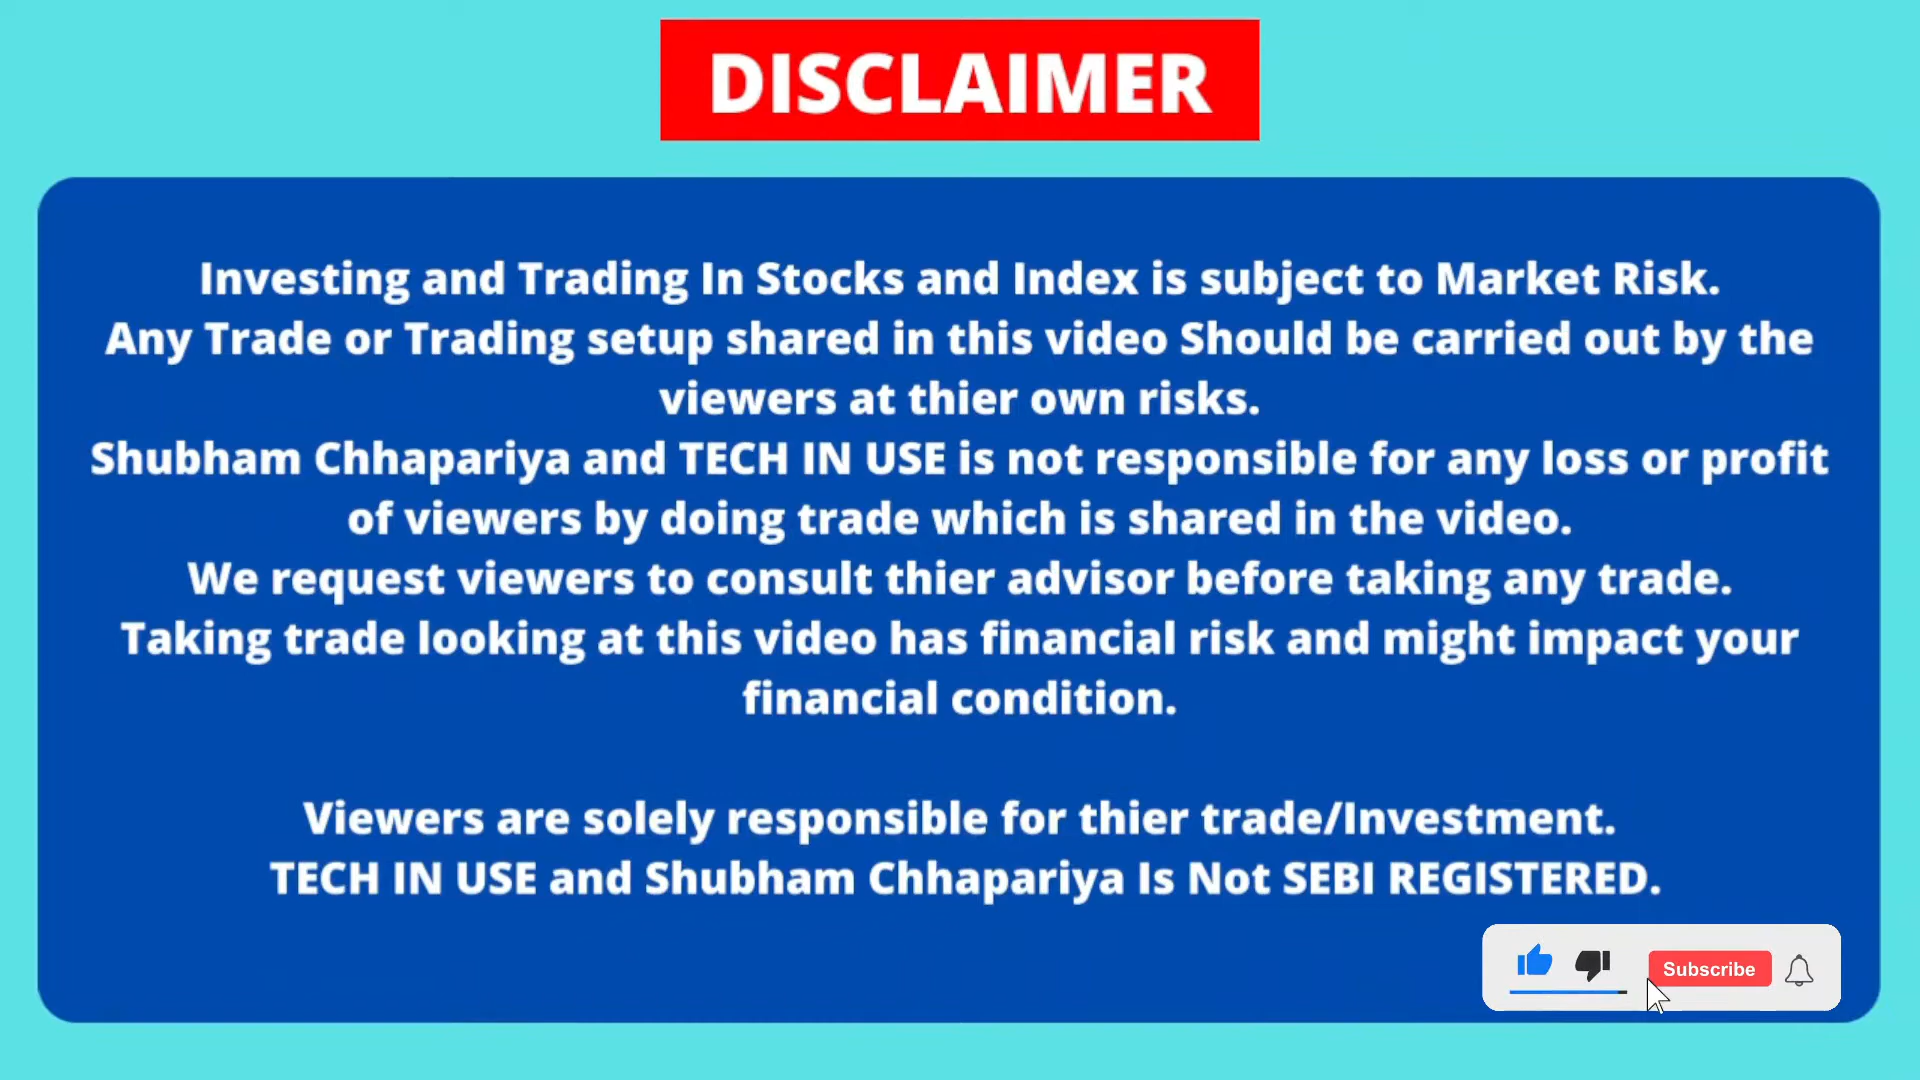 DISCLAIMER
Investing and Trading In Stocks and Index is subject to Market Risk.
Any Trade or Trading setup shared in this video Should be carried out by the
viewers at thier own risks.
Shubham Chhapariya and TECH IN USE is not responsible for any loss or profit
of viewers by doing trade which is shared in the video.
We request viewers to consult thier advisor before taking any trade.
Taking trade looking at this video has financial risk and might impact your
financial condition.
Viewers are solely responsible for thier trade/Investment.
TECH IN USE and Shubham Chhapariya Is Not SEBI REGISTERED.
Subscribe